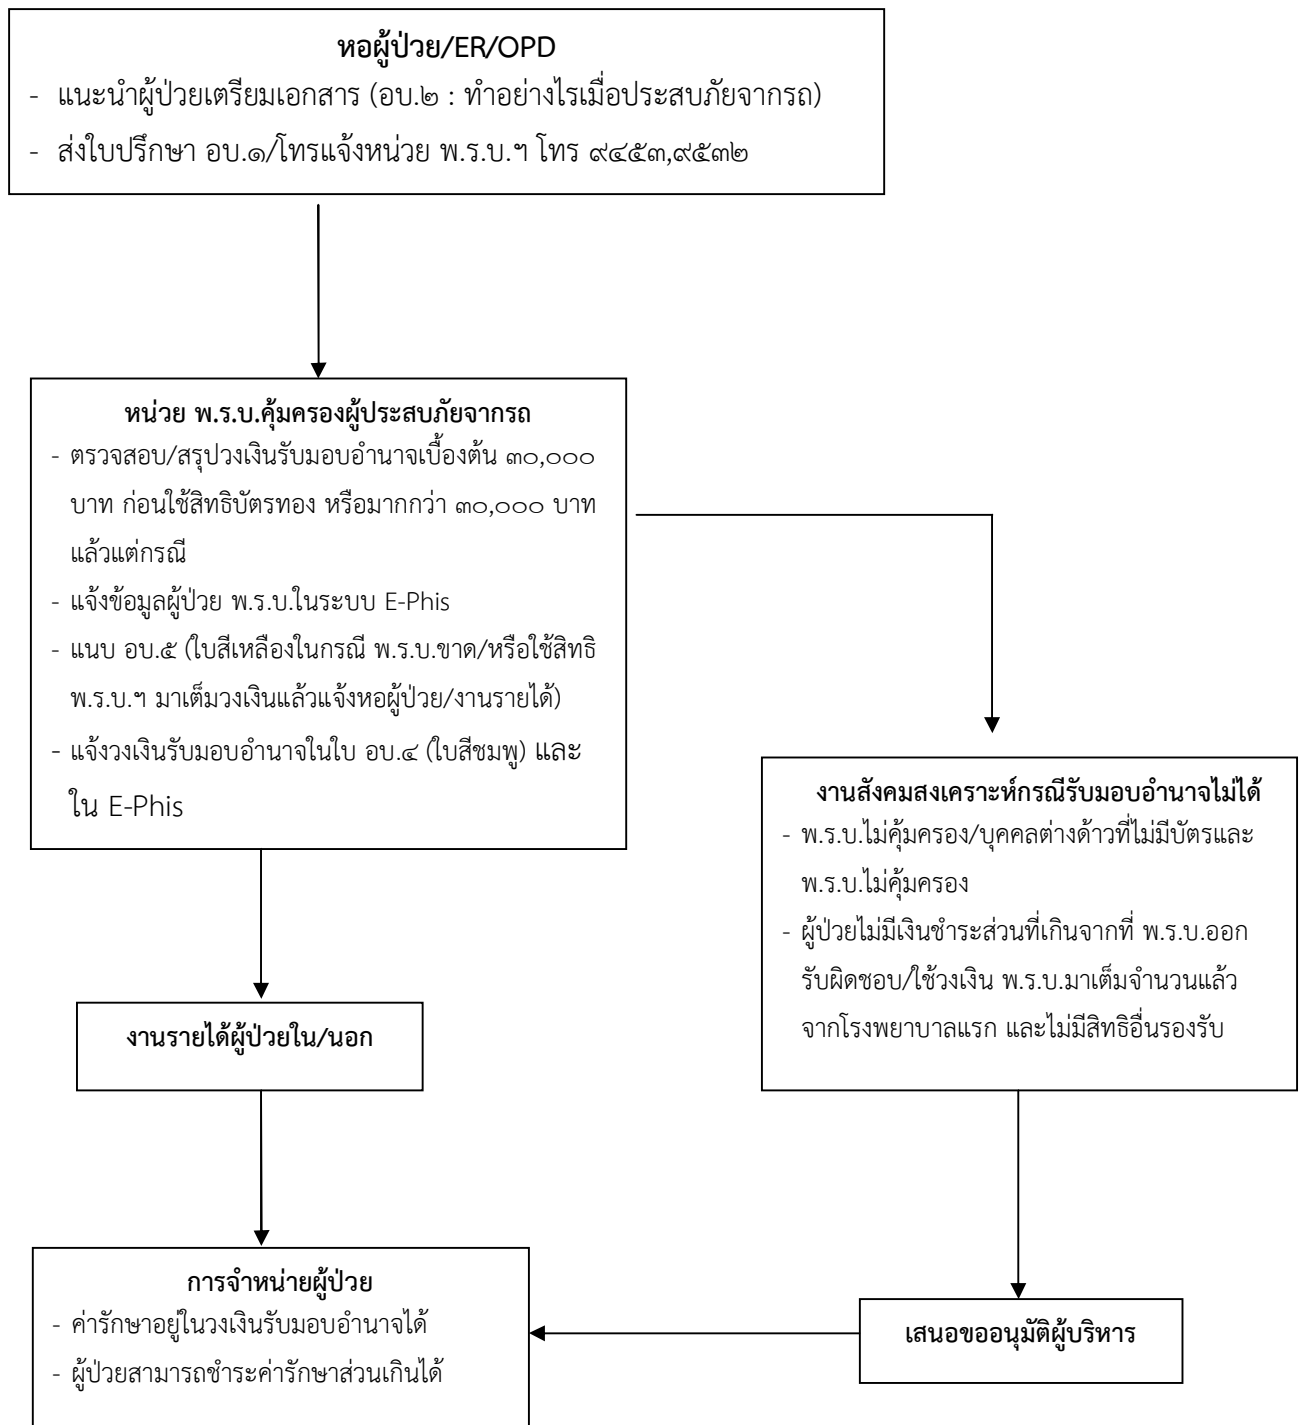 หอผู้ป่วย/ER/OPD
- แนะนำผู้ป่วยเตรียมเอกสาร (อบ.๒ : ทำอย่างไรเมื่อประสบภัยจากรถ)
- ส่งใบปรึกษา อบ.๑/โทรแจ้งหน่วย พ.ร.บ.ฯ โทร ๙๔๕๓,๙๕๓๒
หน่วย พ.ร.บ.คุ้มครองผู้ประสบภัยจากรถ
- ตรวจสอบ/สรุปวงเงินรับมอบอำนาจเบื้องต้น ๓๐,๐๐๐
บาท ก่อนใช้สิทธิบัตรทอง หรือมากกว่า ๓๐,๐๐๐ บาท
แล้วแต่กรณี
- แจ้งข้อมูลผู้ป่วย พ.ร.บ.ในระบบ E-Phis
- แนบ อบ.๕ (ใบสีเหลืองในกรณี พ.ร.บ.ขาด/หรือใช้สิทธิ
พ.ร.บ.ฯ มาเต็มวงเงินแล้วแจ้งหอผู้ป่วย/งานรายได้)
- แจ้งวงเงินรับมอบอำนาจในใบ อบ.๔ (ใบสีชมพู) และ
ใน E-Phis
งานสังคมสงเคราะห์กรณีรับมอบอำนาจไม่ได้
- พ.ร.บ.ไม่คุ้มครอง/บุคคลต่างด้าวที่ไม่มีบัตรและ
พ.ร.บ.ไม่คุ้มครอง
- ผู้ป่วยไม่มีเงินชำระส่วนที่เกินจากที่ พ.ร.บ.ออก
รับผิดชอบ/ใช้วงเงิน พ.ร.บ.มาเต็มจำนวนแล้ว
จากโรงพยาบาลแรก และไม่มีสิทธิอื่นรองรับ
งานรายได้ผู้ป่วยใน/นอก
การจำหน่ายผู้ป่วย
- ค่ารักษาอยู่ในวงเงินรับมอบอำนาจได้
- ผู้ป่วยสามารถชำระค่ารักษาส่วนเกินได้
เสนอขออนุมัติผู้บริหาร